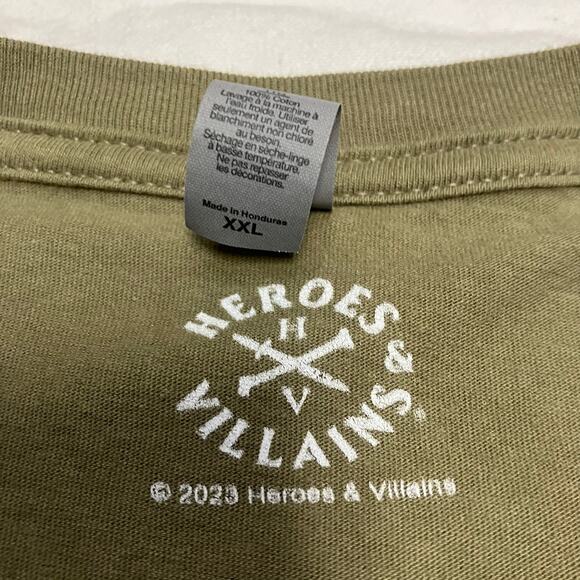 100% Coton
Lavage à la machine à
l'eau froide. Utiliser
seulement un agent de
blanchiment non chloré
au besoin.
Séchage en sèche-linge
à basse température.
Ne pas repasser
les décorations.
Made in Honduras
XXL
HEROES &
H
V
VILLAINS®
© 2023 Heroes & Villains